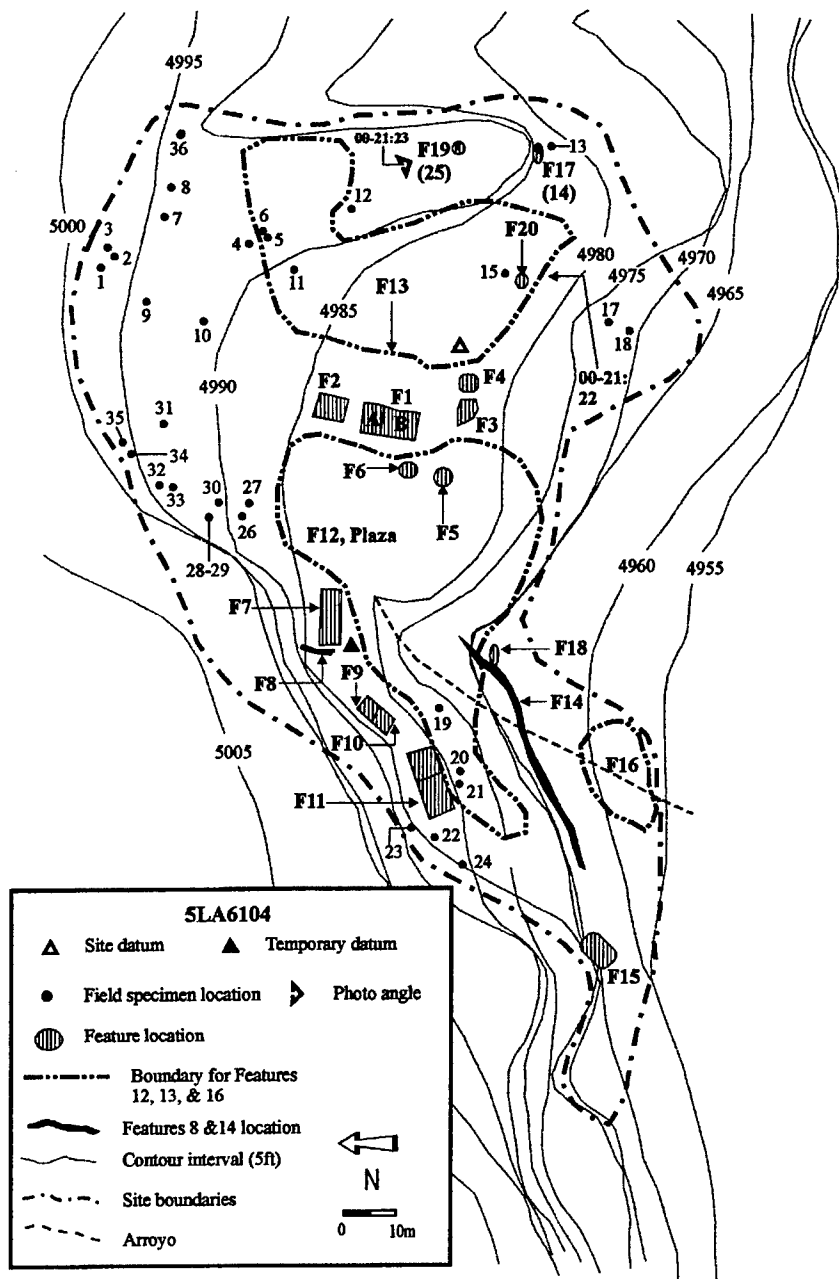 4995
00-21:23
F19®
(25)
36
13
F17
(14)
8
12
7
5000
3
6
F20
2
4
5
4980
4970
15
4975
1
11
F13
4965
9
4985
17
10
18
4990
F4
00-21:
22
F2
F1
A
B
F3
31
35
34
F6
32
33
30
27
F5
26
F12, Plaza
28-29
4960
4955
F7
F18
F8
F9
F14
19
F10
5005
20
F16
21
F11
23
22
24
F15
5LA6104
Site datum
Temporary datum
Field specimen location
Photo angle
Feature location
Boundary for Features
12, 13, & 16
Features 8 &14 location
Contour interval (5ft)
N
Site boundaries
0 10m
Arroyo